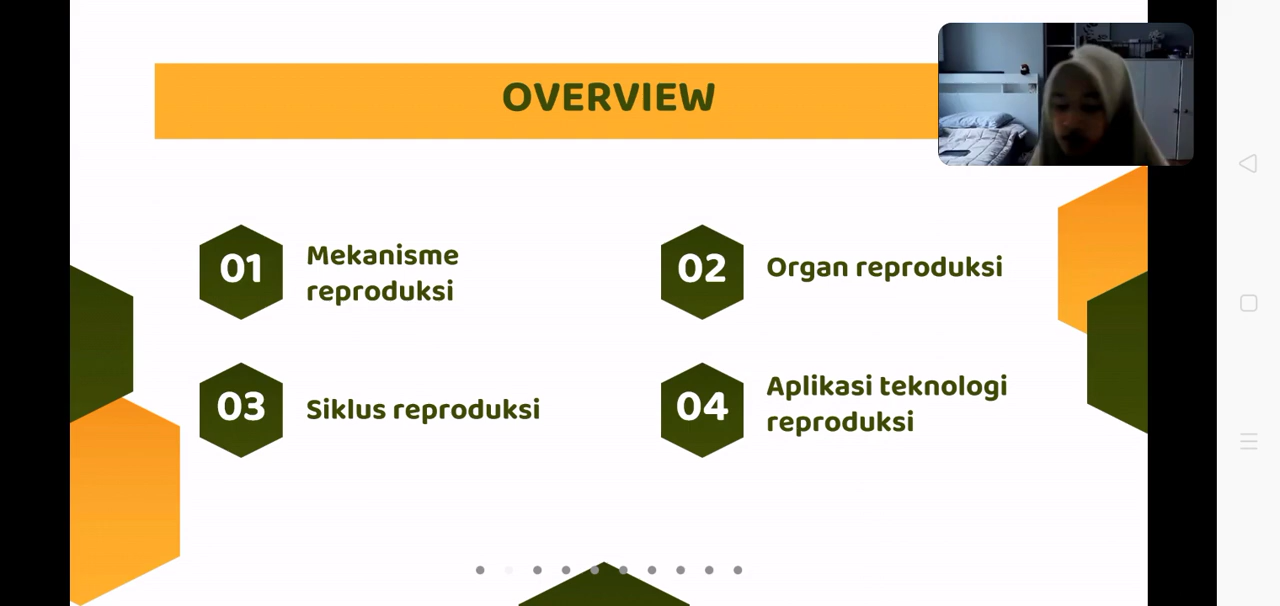 OVERVIEW
01
Mekanisme
reproduksi
02
Organ reproduksi
03
Siklus reproduksi
04
Aplikasi teknologi
reproduksi